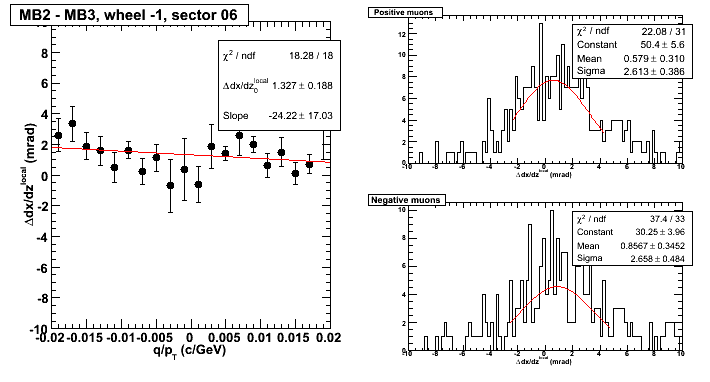 MB2 - MB3, wheel -1, sector 06
χ² / ndf 18.28 / 18
Δdx/dz₀^local 1.327 ± 0.188
Slope -24.22 ± 17.03
Δdx/dz^local (mrad)
8
6
4
2
0
-2
-4
-6
-8
-10
-0.02 -0.015 -0.01 -0.005 0 0.005 0.01 0.015 0.02
q/p_T (c/GeV)
Positive muons
χ² / ndf 22.08 / 31
Constant 50.4 ± 5.6
Mean 0.579 ± 0.310
Sigma 2.613 ± 0.386
12
10
8
6
4
2
0
-10 -8 -6 -4 -2 0 2 4 6 8 10
Δdx/dz^local (mrad)
Negative muons
χ² / ndf 37.4 / 33
Constant 30.25 ± 3.96
Mean 0.8567 ± 0.3452
Sigma 2.658 ± 0.484
10
8
6
4
2
0
-10 -8 -6 -4 -2 0 2 4 6 8 10
Δdx/dz^local (mrad)